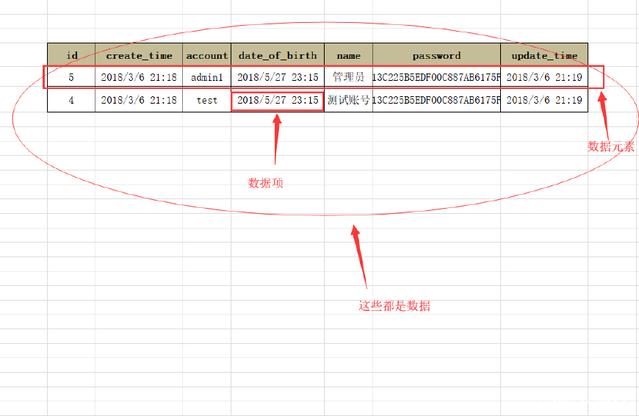 id create_time account date_of_birth name password update_time
5 2018/3/6 21:18 admin1 2018/5/27 23:15 管理员 13C225B5EDF00C887AB6175F 2018/3/6 21:19
4 2018/3/6 21:18 test 2018/5/27 23:15 测试账号 13C225B5EDF00C887AB6175F 2018/3/6 21:19
数据元素
数据项
这些都是数据